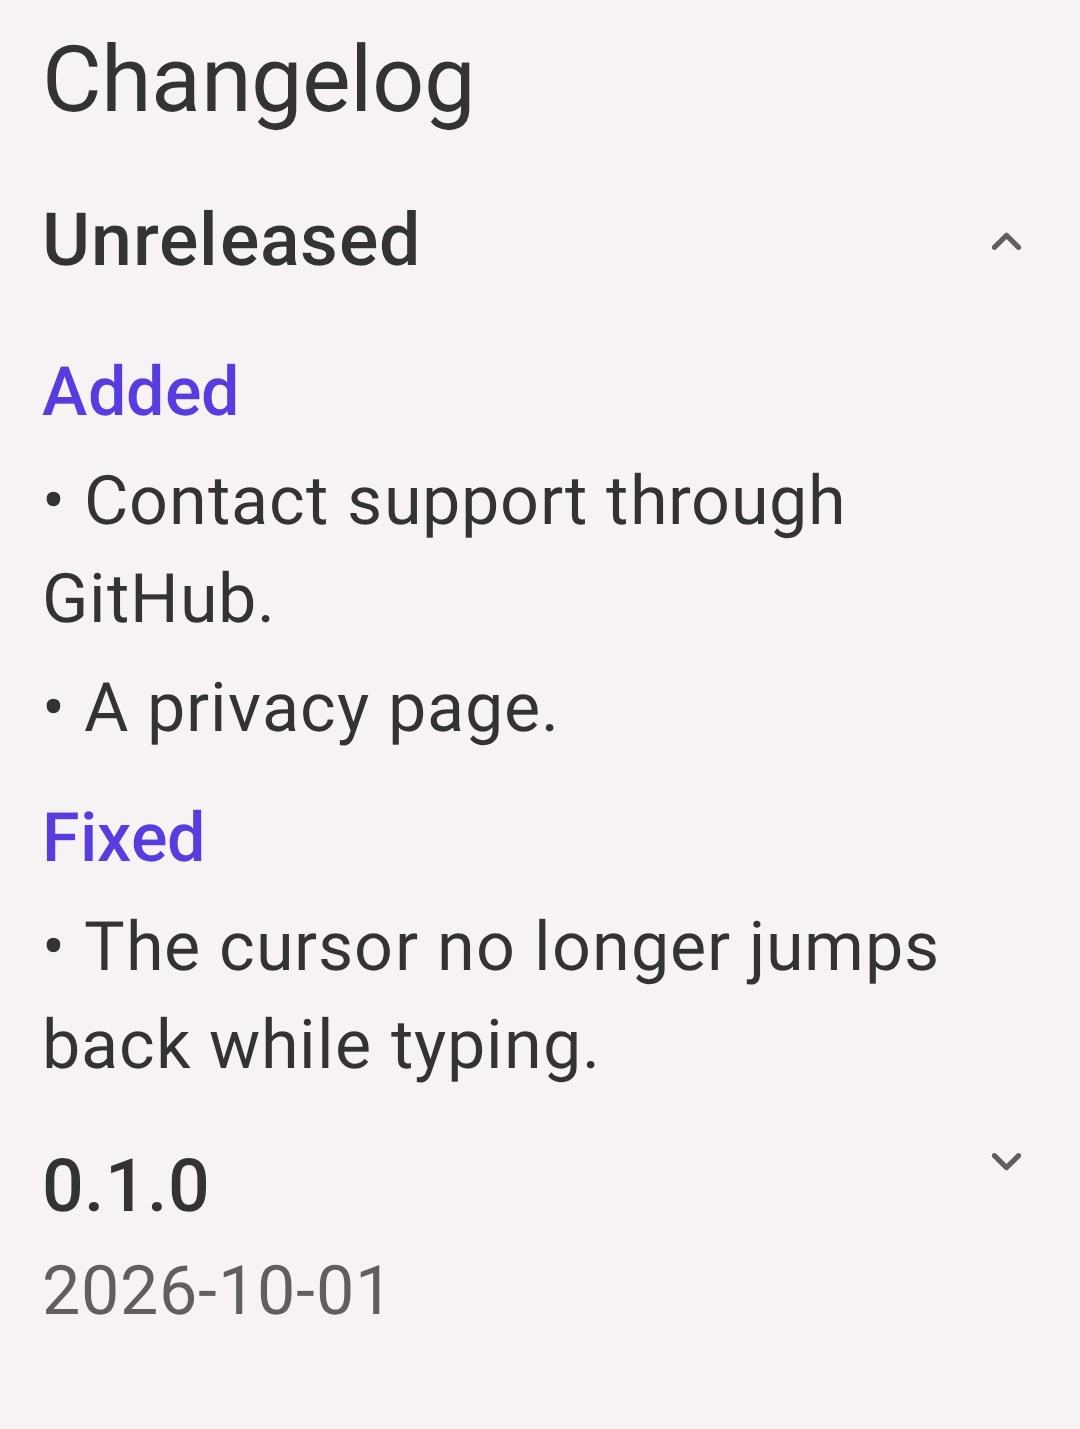 Changelog
Unreleased
Added
• Contact support through
GitHub.
• A privacy page.
Fixed
• The cursor no longer jumps
back while typing.
0.1.0
2026-10-01